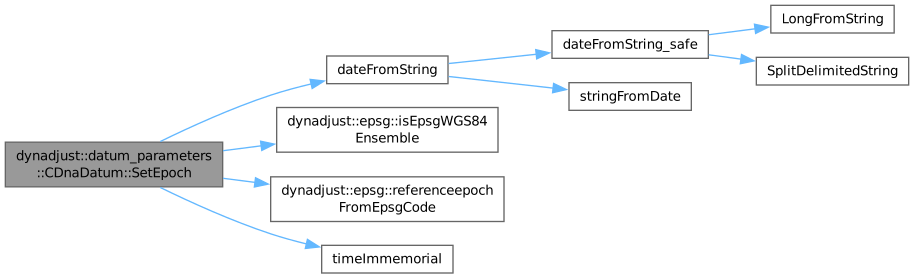 dynadjust::datum_parameters
::CDnaDatum::SetEpoch
dateFromString
dateFromString_safe
LongFromString
SplitDelimitedString
stringFromDate
dynadjust::epsg::isEpsgWGS84
Ensemble
dynadjust::epsg::referenceepoch
FromEpsgCode
timeImmemorial